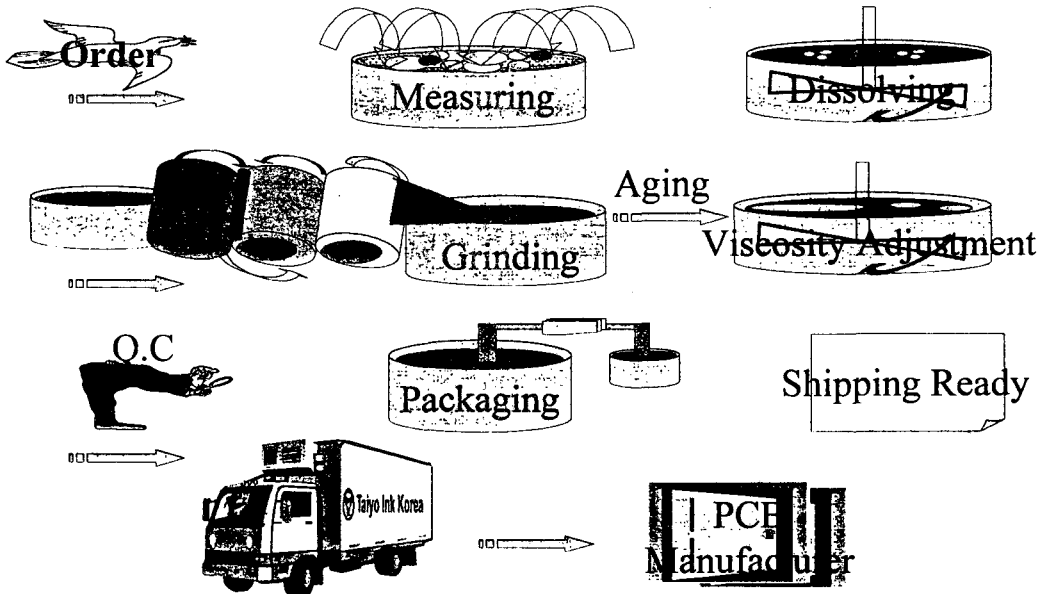 Order
Measuring
Dissolving
Grinding
Aging
Viscosity Adjustment
Q.C
Packaging
Shipping Ready
Taiyo Ink Korea
PCB
Manufacturer